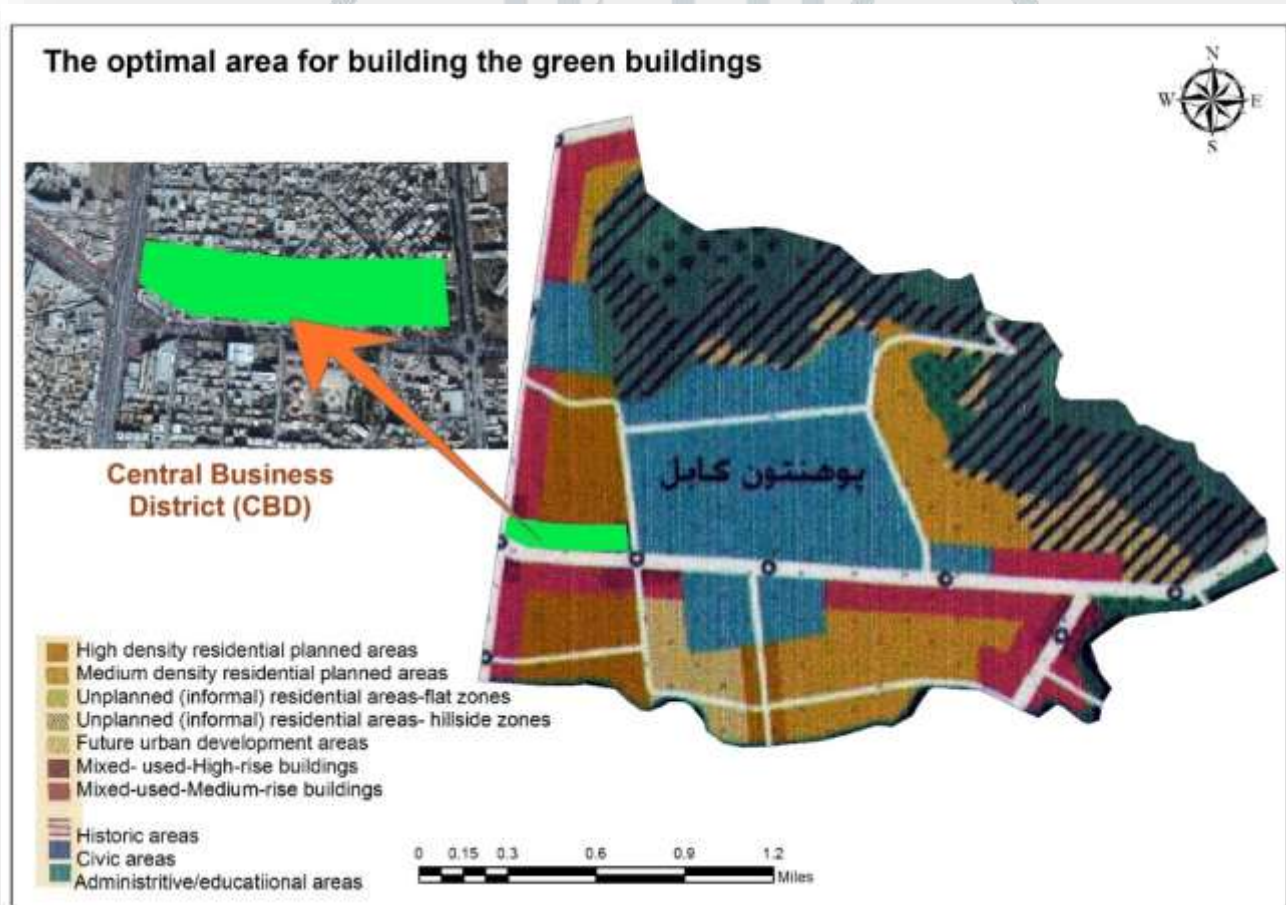 The optimal area for building the green buildings
N
W E
S
Central Business
District (CBD)
پوهنتون کابل
High density residential planned areas
Medium density residential planned areas
Unplanned (informal) residential areas-flat zones
Unplanned (informal) residential areas- hillside zones
Future urban development areas
Mixed- used-High-rise buildings
Mixed-used-Medium-rise buildings
Historic areas
Civic areas
Administritive/educatiional areas
0 0.15 0.3 0.6 0.9 1.2
Miles